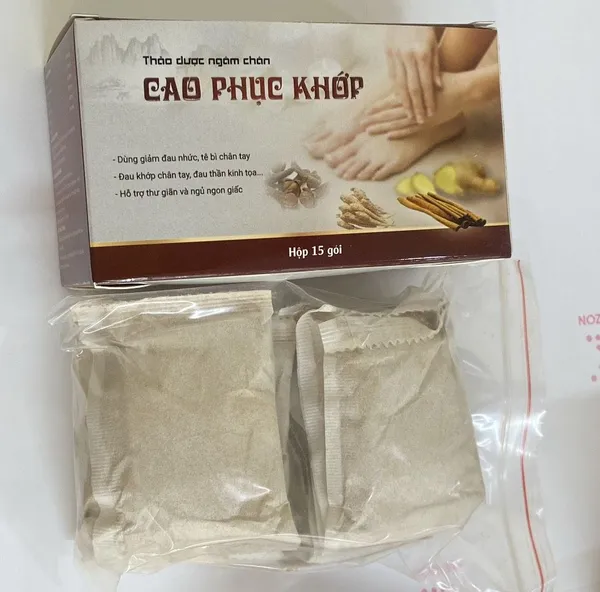 Thảo dược ngâm chân
CAO PHỤC KHỚP
- Dùng giảm đau nhức, tê bì chân tay
- Đau khớp chân tay, đau thần kinh tọa...
- Hỗ trợ thư giãn và ngủ ngon giấc
Hộp 15 gói
NOZ